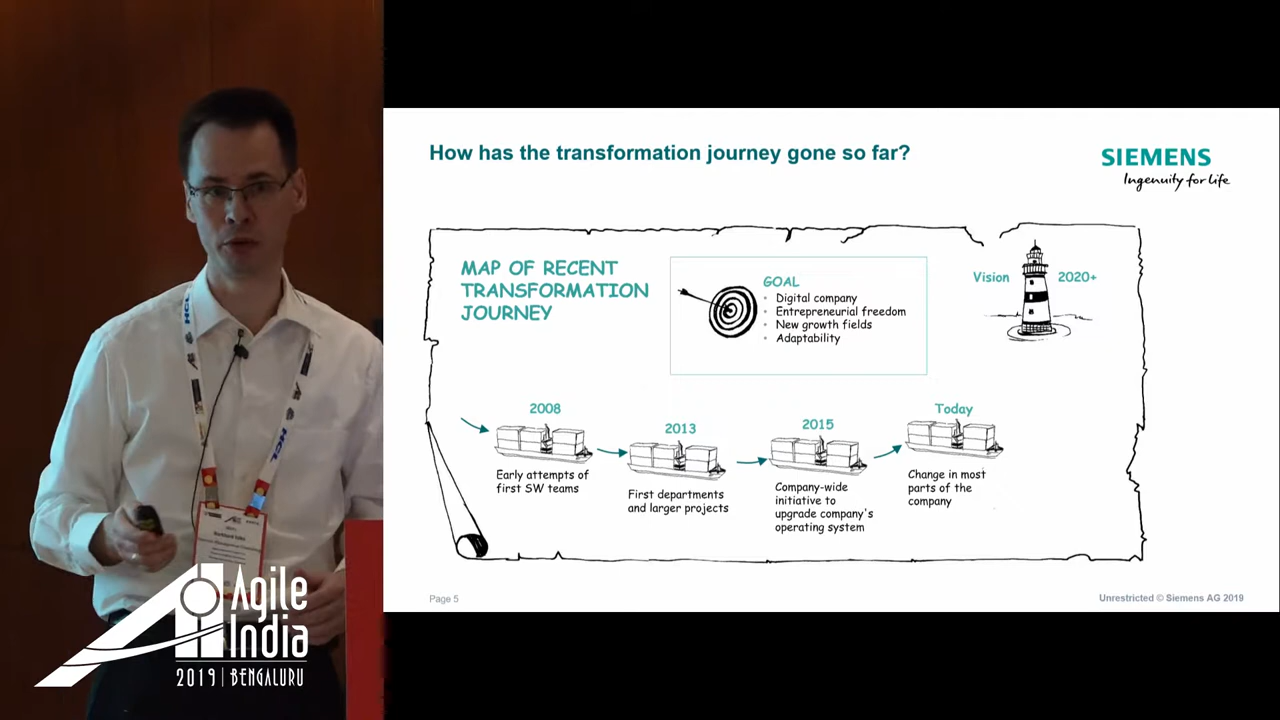 How has the transformation journey gone so far?
SIEMENS
Ingenuity for life
MAP OF RECENT
TRANSFORMATION
JOURNEY
GOAL
• Digital company
• Entrepreneurial freedom
• New growth fields
• Adaptability
Vision 2020+
2008
Early attempts of
first SW teams
2013
First departments
and larger projects
2015
Company-wide
initiative to
upgrade company's
operating system
Today
Change in most
parts of the
company
Page 5
Unrestricted © Siemens AG 2019
HCL
HCL
Agile
India
2019 | BENGALURU